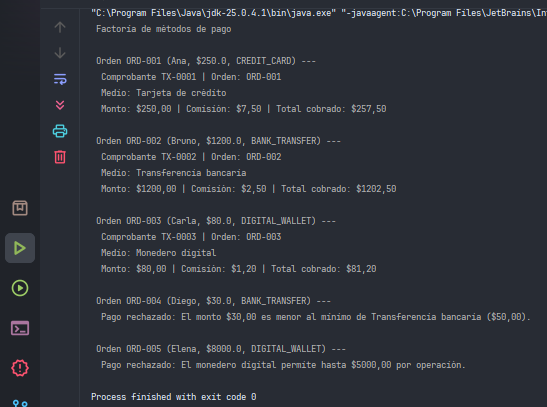 "C:\Program Files\Java\jdk-25.0.4.1\bin\java.exe" "-javaagent:C:\Program Files\JetBrains\Int
Factoría de métodos de pago
Orden ORD-001 (Ana, $250.0, CREDIT_CARD) ---
Comprobante TX-0001 | Orden: ORD-001
Medio: Tarjeta de crédito
Monto: $250,00 | Comisión: $7,50 | Total cobrado: $257,50
Orden ORD-002 (Bruno, $1200.0, BANK_TRANSFER) ---
Comprobante TX-0002 | Orden: ORD-002
Medio: Transferencia bancaria
Monto: $1200,00 | Comisión: $2,50 | Total cobrado: $1202,50
Orden ORD-003 (Carla, $80.0, DIGITAL_WALLET) ---
Comprobante TX-0003 | Orden: ORD-003
Medio: Monedero digital
Monto: $80,00 | Comisión: $1,20 | Total cobrado: $81,20
Orden ORD-004 (Diego, $30.0, BANK_TRANSFER) ---
Pago rechazado: El monto $30,00 es menor al mínimo de Transferencia bancaria ($50,00).
Orden ORD-005 (Elena, $8000.0, DIGITAL_WALLET) ---
Pago rechazado: El monedero digital permite hasta $5000,00 por operación.
Process finished with exit code 0